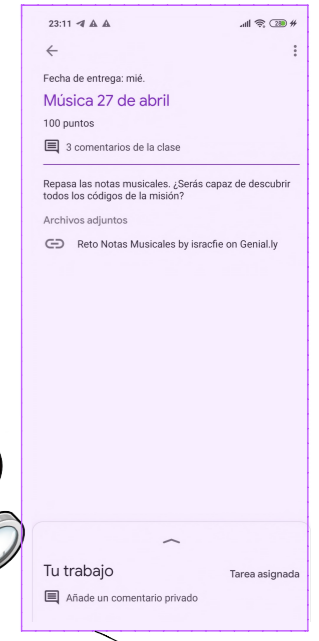 23:11 28
Fecha de entrega: mié.
Música 27 de abril
100 puntos
3 comentarios de la clase
Repasa las notas musicales. ¿Serás capaz de descubrir
todos los códigos de la misión?
Archivos adjuntos
Reto Notas Musicales by isracfie on Genial.ly
Tu trabajo Tarea asignada
Añade un comentario privado